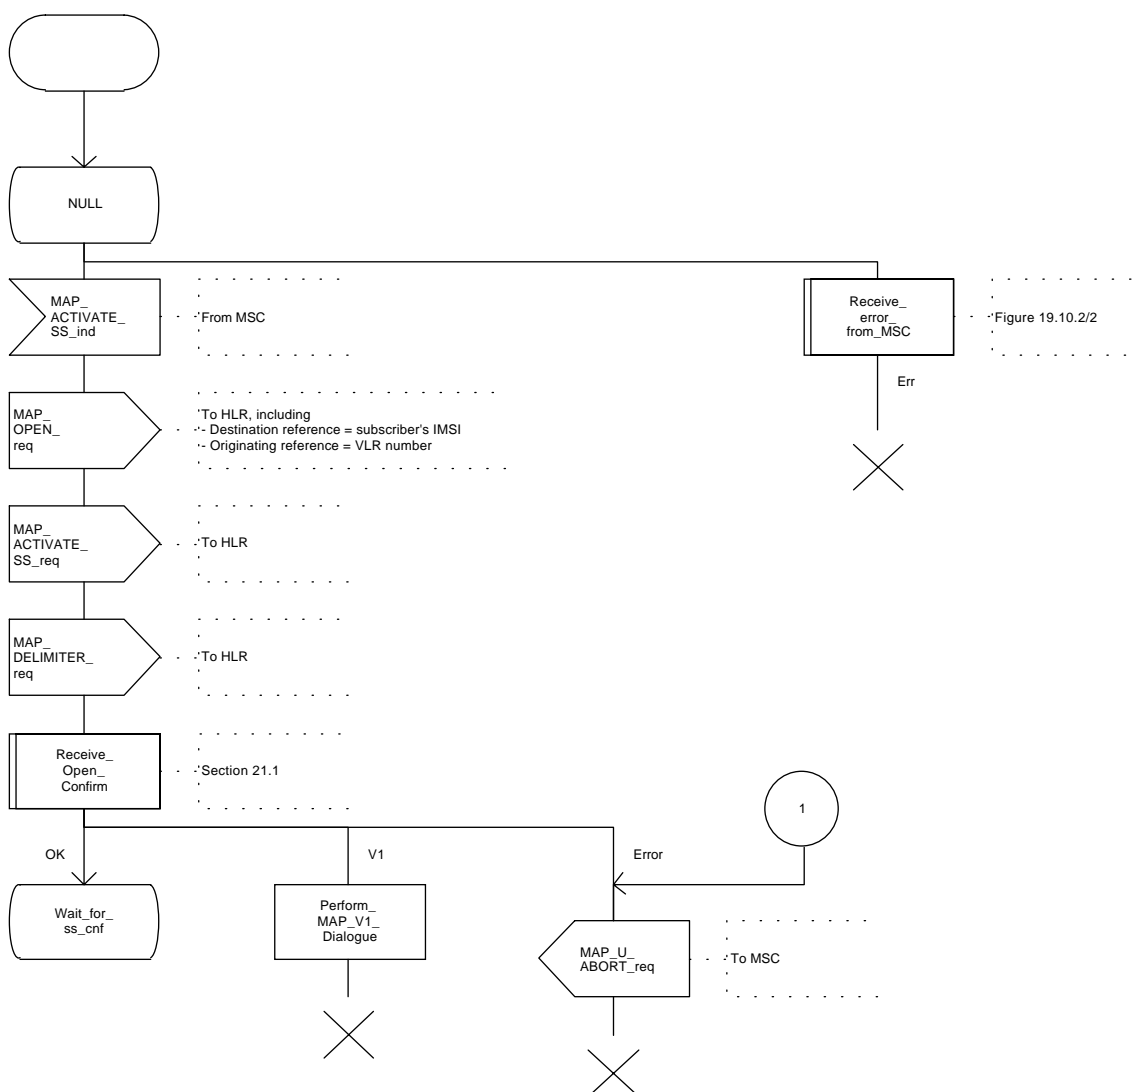 NULL
MAP_
ACTIVATE_
SS_ind
From MSC
Receive_
error_
from_MSC
Figure 19.10.2/2
Err
MAP_
OPEN_
req
To HLR, including
- Destination reference = subscriber's IMSI
- Originating reference = VLR number
MAP_
ACTIVATE_
SS_req
To HLR
MAP_
DELIMITER_
req
To HLR
Receive_
Open_
Confirm
Section 21.1
1
OK
V1
Error
Wait_for_
ss_cnf
Perform_
MAP_V1_
Dialogue
MAP_U_
ABORT_req
To MSC